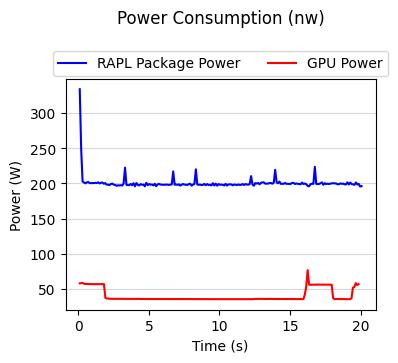 Power Consumption (nw)
RAPL Package Power
GPU Power
300
250
200
150
100
50
Power (W)
0
5
10
15
20
Time (s)